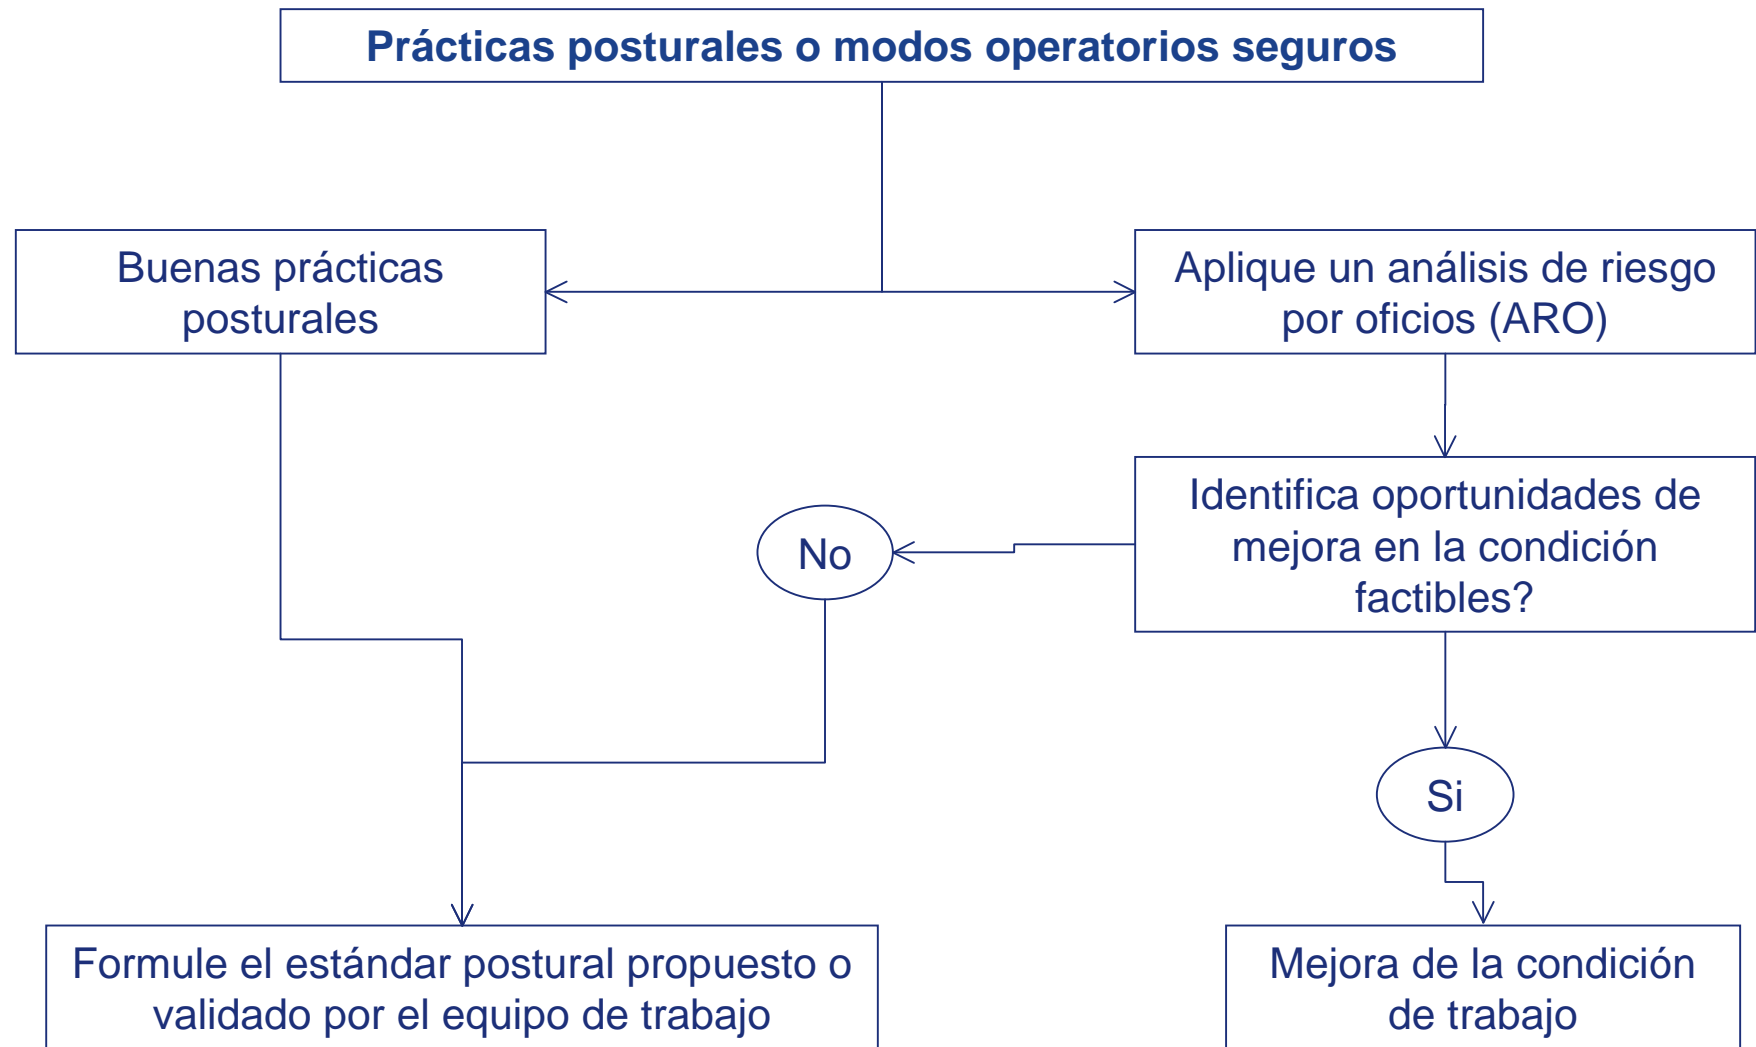 Prácticas posturales o modos operatorios seguros
Buenas prácticas
posturales
Aplique un análisis de riesgo
por oficios (ARO)
Identifica oportunidades de
mejora en la condición
factibles?
No
Si
Formule el estándar postural propuesto o
validado por el equipo de trabajo
Mejora de la condición
de trabajo